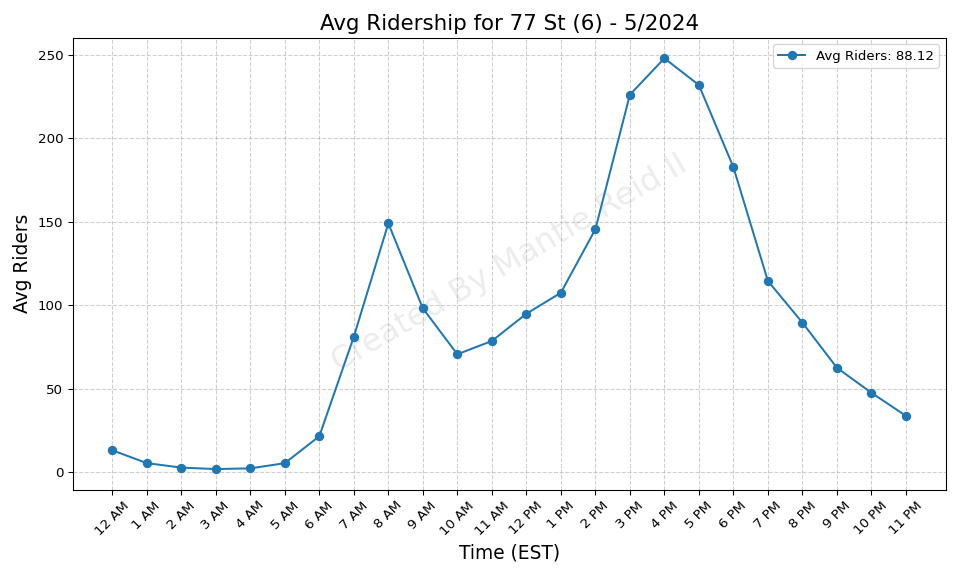 Avg Ridership for 77 St (6) - 5/2024
Avg Riders: 88.12
250
200
150
100
50
0
Avg Riders
Created By Mantle Reid II
12 AM
1 AM
2 AM
3 AM
4 AM
5 AM
6 AM
7 AM
8 AM
9 AM
10 AM
11 AM
12 PM
1 PM
2 PM
3 PM
4 PM
5 PM
6 PM
7 PM
8 PM
9 PM
10 PM
11 PM
Time (EST)